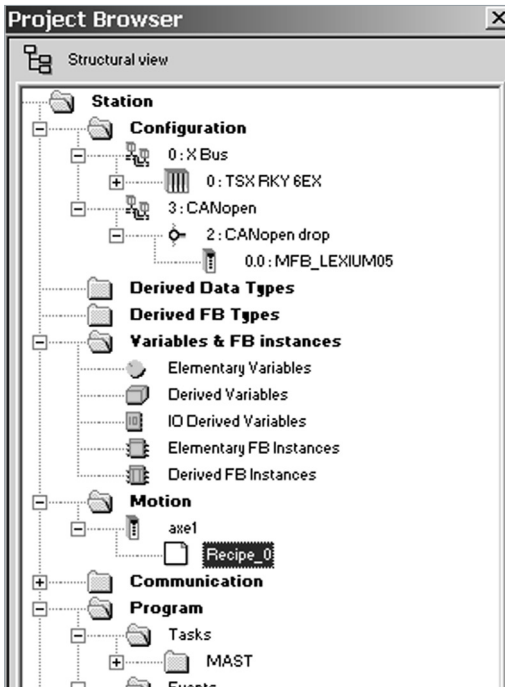 Project Browser
Structural view
Station
Configuration
0 : X Bus
0 : TSX RKY 6EX
3 : CANopen
2 : CANopen drop
0.0 : MFB_LEXIUM05
Derived Data Types
Derived FB Types
Variables & FB instances
Elementary Variables
Derived Variables
IO Derived Variables
Elementary FB Instances
Derived FB Instances
Motion
axe1
Recipe_0
Communication
Program
Tasks
MAST
Events